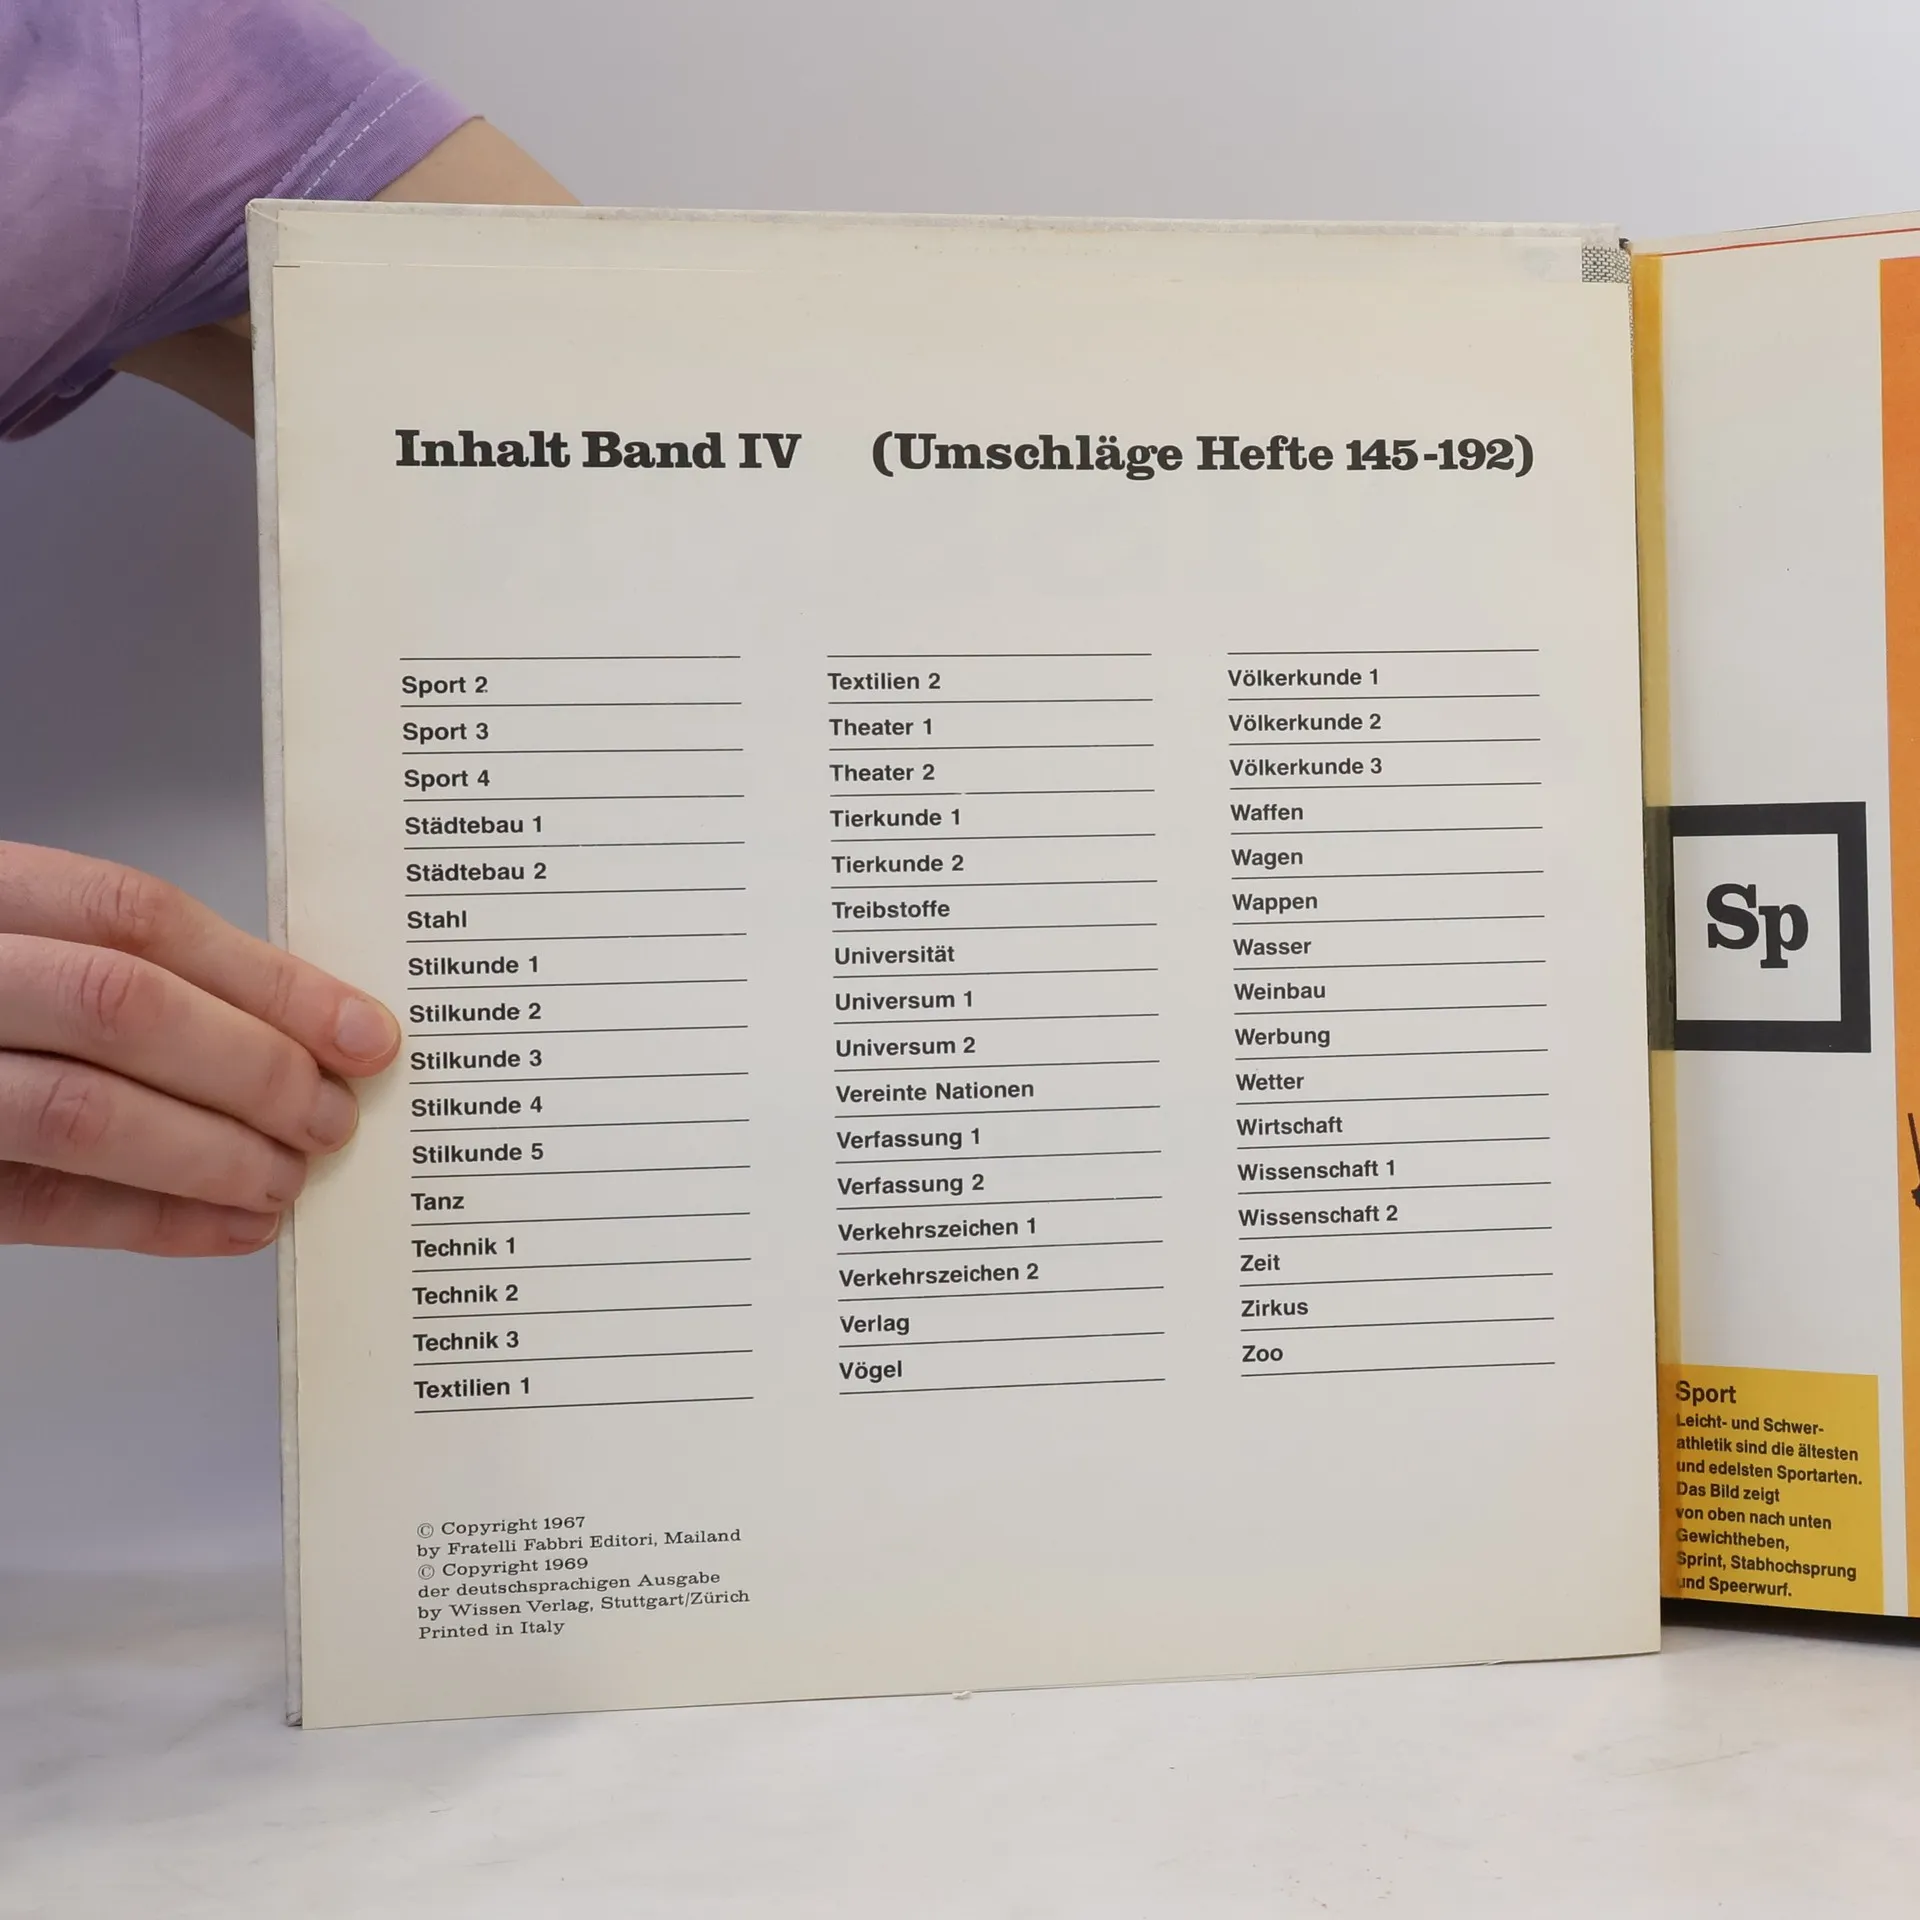 Inhalt Band IV (Umschläge Hefte 145-192)
Sport 2
Sport 3
Sport 4
Städtebau 1
Städtebau 2
Stahl
Stilkunde 1
Stilkunde 2
Stilkunde 3
Stilkunde 4
Stilkunde 5
Tanz
Technik 1
Technik 2
Technik 3
Textilien 1
Textilien 2
Theater 1
Theater 2
Tierkunde 1
Tierkunde 2
Treibstoffe
Universität
Universum 1
Universum 2
Vereinte Nationen
Verfassung 1
Verfassung 2
Verkehrszeichen 1
Verkehrszeichen 2
Verlag
Vögel
Völkerkunde 1
Völkerkunde 2
Völkerkunde 3
Waffen
Wagen
Wappen
Wasser
Weinbau
Werbung
Wetter
Wirtschaft
Wissenschaft 1
Wissenschaft 2
Zeit
Zirkus
Zoo
© Copyright 1967
by Fratelli Fabbri Editori, Mailand
© Copyright 1969
der deutschsprachigen Ausgabe
by Wissen Verlag, Stuttgart/Zürich
Printed in Italy
Sp
Sport
Leicht- und Schwer-
athletik sind die ältesten
und edelsten Sportarten.
Das Bild zeigt
von oben nach unten
Gewichtheben,
Sprint, Stabhochsprung
und Speerwurf.